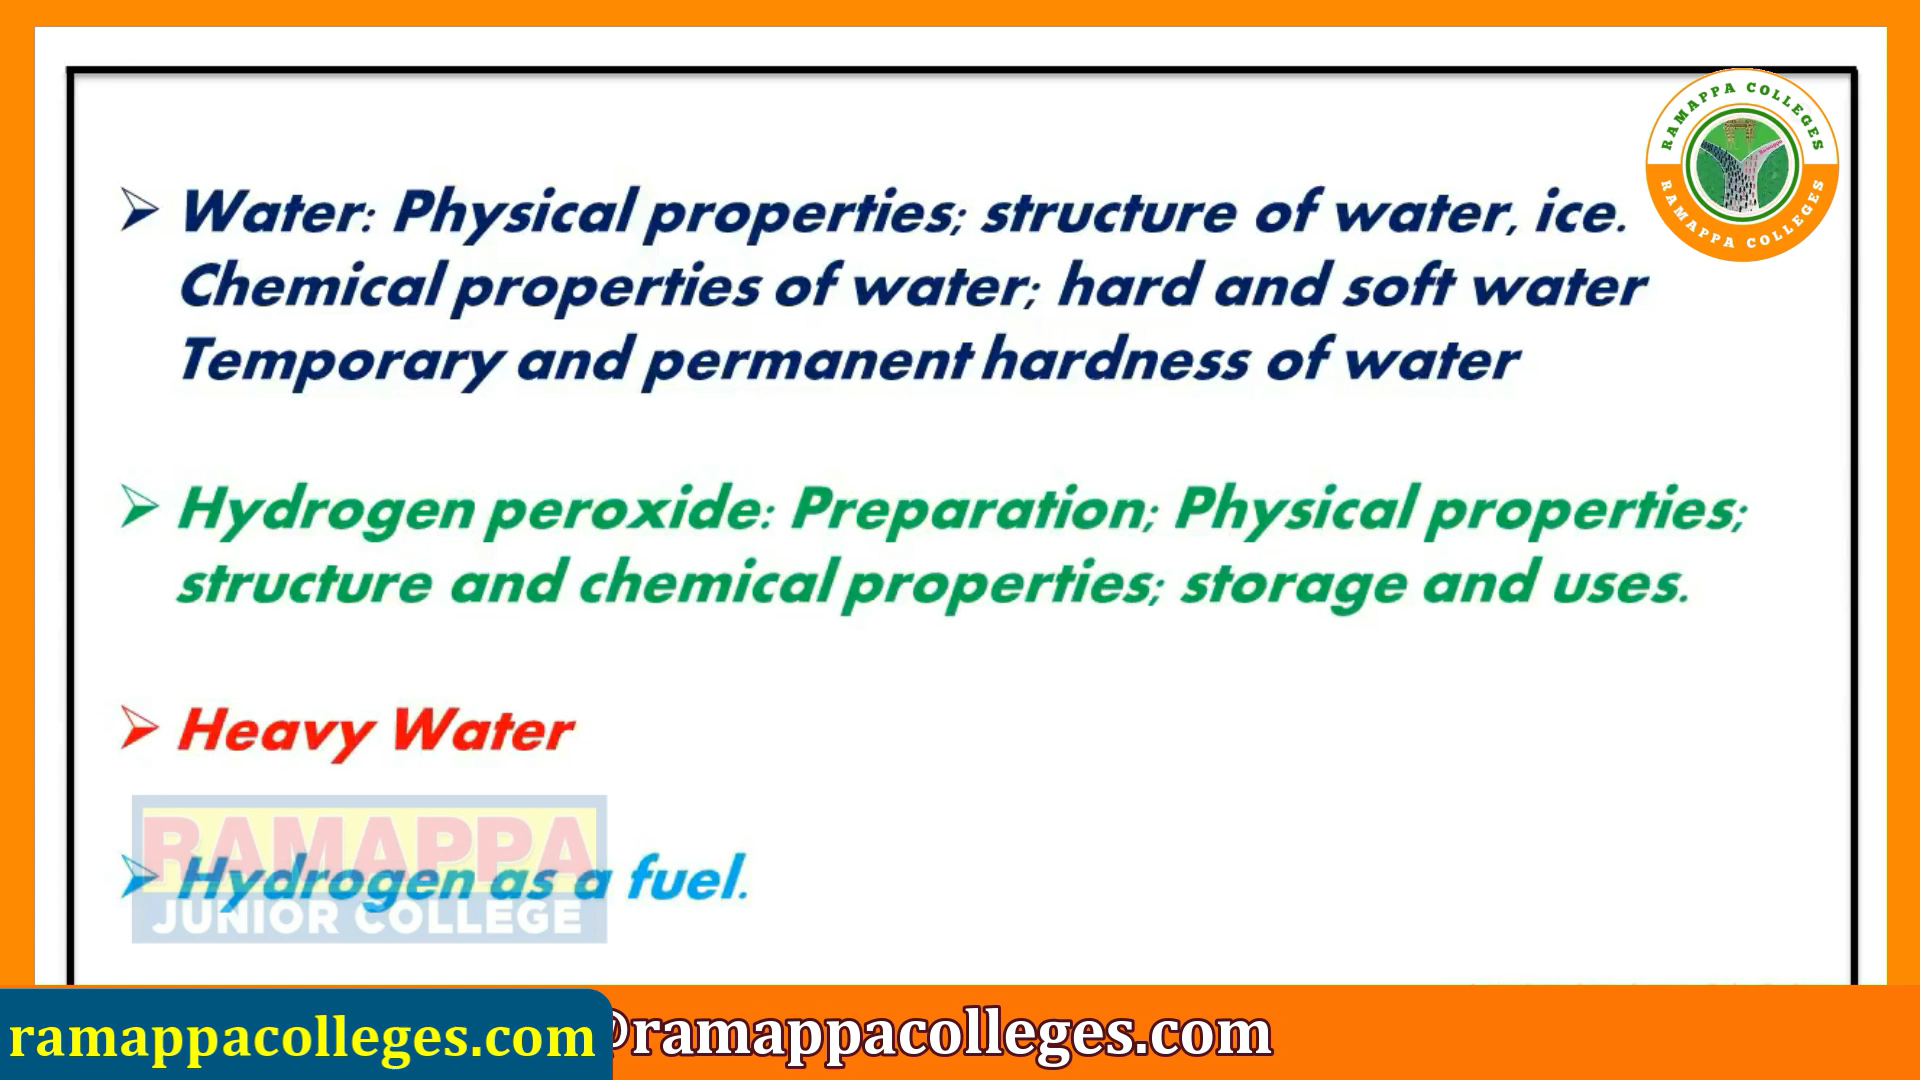 RAMAPPA COLLEGES
RAMAPPA COLLEGES
➢ Water: Physical properties; structure of water, ice.
Chemical properties of water; hard and soft water
Temporary and permanent hardness of water
➢ Hydrogen peroxide: Preparation; Physical properties;
structure and chemical properties; storage and uses.
➢ Heavy Water
RAMAPPA
➢ Hydrogen as a fuel.
JUNIOR COLLEGE
ramappacolleges.com
@ramappacolleges.com